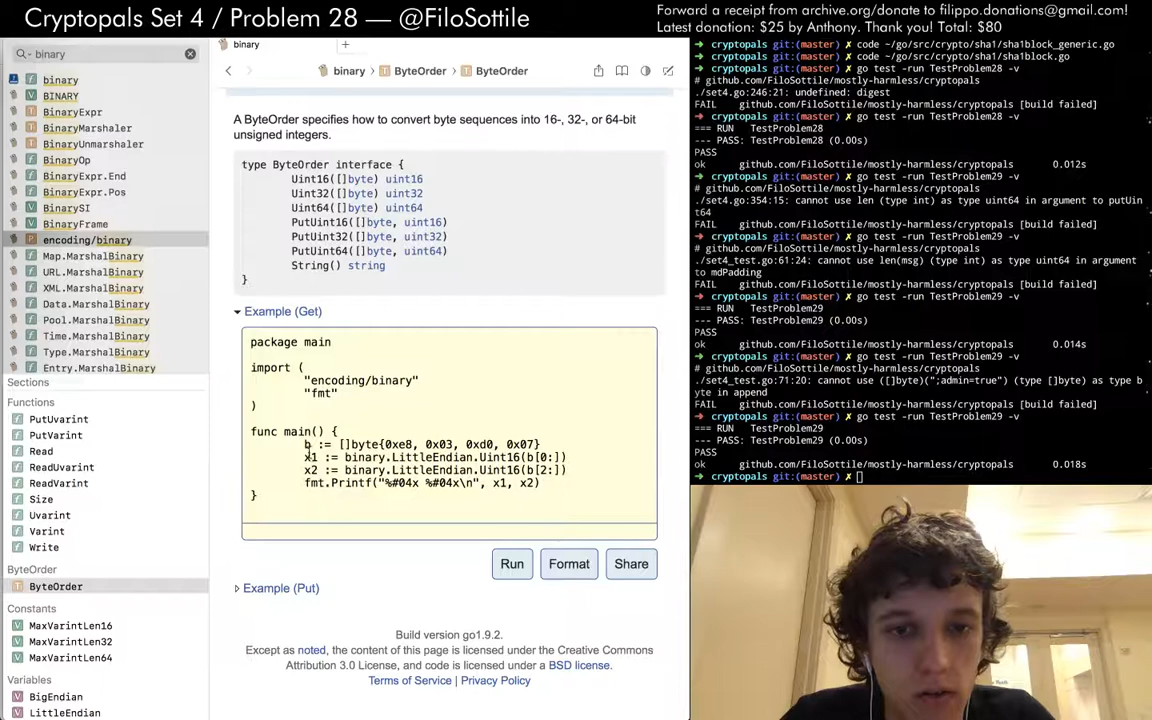 Cryptopals Set 4 / Problem 28 — @FiloSottile
Forward a receipt from archive.org/donate to filippo.donations@gmail.com!
Latest donation: $25 by Anthony. Thank you! Total: $80
binary
binary
BINARY
BinaryExpr
BinaryMarshaler
BinaryUnmarshaler
BinaryOp
BinaryExpr.End
BinaryExpr.Pos
BinarySI
BinaryFrame
encoding/binary
Map.MarshalBinary
URL.MarshalBinary
XML.MarshalBinary
Data.MarshalBinary
Pool.MarshalBinary
Time.MarshalBinary
Type.MarshalBinary
Entry.MarshalBinary
Sections
Functions
PutUvarint
PutVarint
Read
ReadUvarint
ReadVarint
Size
Uvarint
Varint
Write
ByteOrder
ByteOrder
Constants
MaxVarintLen16
MaxVarintLen32
MaxVarintLen64
Variables
BigEndian
LittleEndian
binary
binary › ByteOrder › ByteOrder
A ByteOrder specifies how to convert byte sequences into 16-, 32-, or 64-bit
unsigned integers.
type ByteOrder interface {
Uint16([]byte) uint16
Uint32([]byte) uint32
Uint64([]byte) uint64
PutUint16([]byte, uint16)
PutUint32([]byte, uint32)
PutUint64([]byte, uint64)
String() string
}
Example (Get)
package main
import (
"encoding/binary"
"fmt"
)
func main() {
b := []byte{0xe8, 0x03, 0xd0, 0x07}
x1 := binary.LittleEndian.Uint16(b[0:])
x2 := binary.LittleEndian.Uint16(b[2:])
fmt.Printf("%#04x %#04x\n", x1, x2)
}
Run
Format
Share
Example (Put)
Build version go1.9.2.
Except as noted, the content of this page is licensed under the Creative Commons
Attribution 3.0 License, and code is licensed under a BSD license.
Terms of Service | Privacy Policy
➜ cryptopals git:(master) ✗ code ~/go/src/crypto/sha1/sha1block_generic.go
➜ cryptopals git:(master) ✗ code ~/go/src/crypto/sha1/sha1block.go
➜ cryptopals git:(master) ✗ go test -run TestProblem28 -v
# github.com/FiloSottile/mostly-harmless/cryptopals
./set4.go:246:21: undefined: digest
FAIL github.com/FiloSottile/mostly-harmless/cryptopals [build failed]
➜ cryptopals git:(master) ✗ go test -run TestProblem28 -v
=== RUN TestProblem28
--- PASS: TestProblem28 (0.00s)
PASS
ok github.com/FiloSottile/mostly-harmless/cryptopals 0.012s
➜ cryptopals git:(master) ✗ go test -run TestProblem29 -v
# github.com/FiloSottile/mostly-harmless/cryptopals
./set4.go:354:15: cannot use len (type int) as type uint64 in argument to putUin
t64
FAIL github.com/FiloSottile/mostly-harmless/cryptopals [build failed]
➜ cryptopals git:(master) ✗ go test -run TestProblem29 -v
# github.com/FiloSottile/mostly-harmless/cryptopals
./set4_test.go:61:24: cannot use len(msg) (type int) as type uint64 in argument
to mdPadding
FAIL github.com/FiloSottile/mostly-harmless/cryptopals [build failed]
➜ cryptopals git:(master) ✗ go test -run TestProblem29 -v
=== RUN TestProblem29
--- PASS: TestProblem29 (0.00s)
PASS
ok github.com/FiloSottile/mostly-harmless/cryptopals 0.014s
➜ cryptopals git:(master) ✗ go test -run TestProblem29 -v
# github.com/FiloSottile/mostly-harmless/cryptopals
./set4_test.go:71:20: cannot use ([]byte)(";admin=true") (type []byte) as type b
yte in append
FAIL github.com/FiloSottile/mostly-harmless/cryptopals [build failed]
➜ cryptopals git:(master) ✗ go test -run TestProblem29 -v
=== RUN TestProblem29
--- PASS: TestProblem29 (0.00s)
PASS
ok github.com/FiloSottile/mostly-harmless/cryptopals 0.018s
➜ cryptopals git:(master) ✗